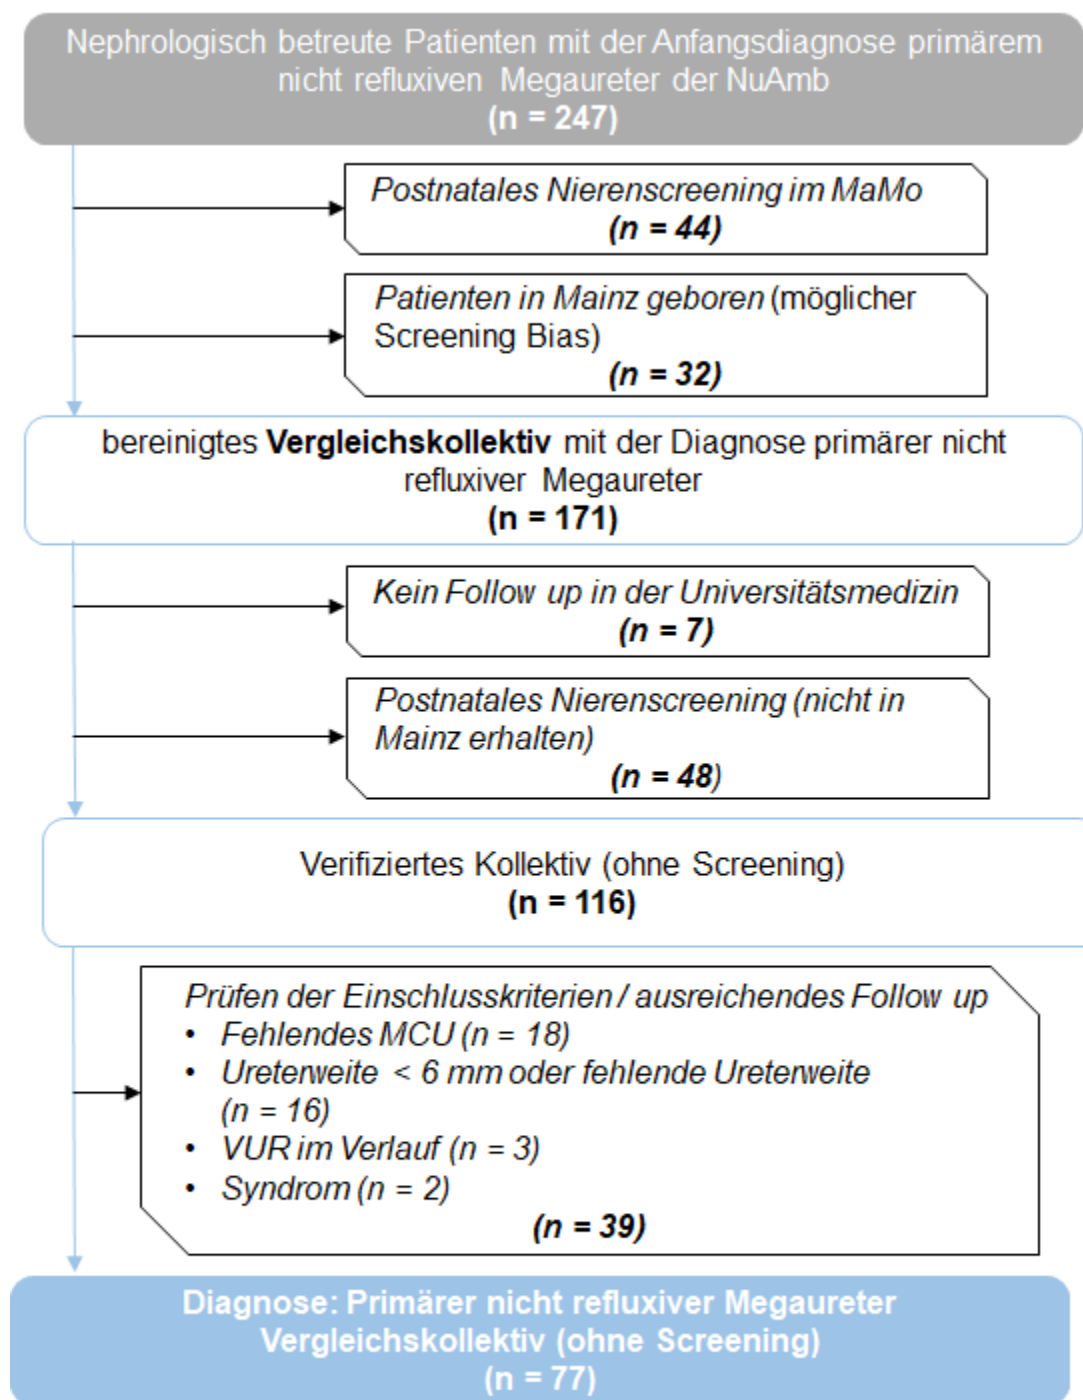 Nephrologisch betreute Patienten mit der Anfangsdiagnose primärem
nicht refluxiven Megaureter der NuAmb
(n = 247)
Postnatales Nierenscreening im MaMo
(n = 44)
Patienten in Mainz geboren (möglicher
Screening Bias)
(n = 32)
bereinigtes Vergleichskollektiv mit der Diagnose primärer nicht
refluxiver Megaureter
(n = 171)
Kein Follow up in der Universitätsmedizin
(n = 7)
Postnatales Nierenscreening (nicht in
Mainz erhalten)
(n = 48)
Verifiziertes Kollektiv (ohne Screening)
(n = 116)
Prüfen der Einschlusskriterien / ausreichendes Follow up
• Fehlendes MCU (n = 18)
• Ureterweite < 6 mm oder fehlende Ureterweite
(n = 16)
• VUR im Verlauf (n = 3)
• Syndrom (n = 2)
(n = 39)
Diagnose: Primärer nicht refluxiver Megaureter
Vergleichskollektiv (ohne Screening)
(n = 77)